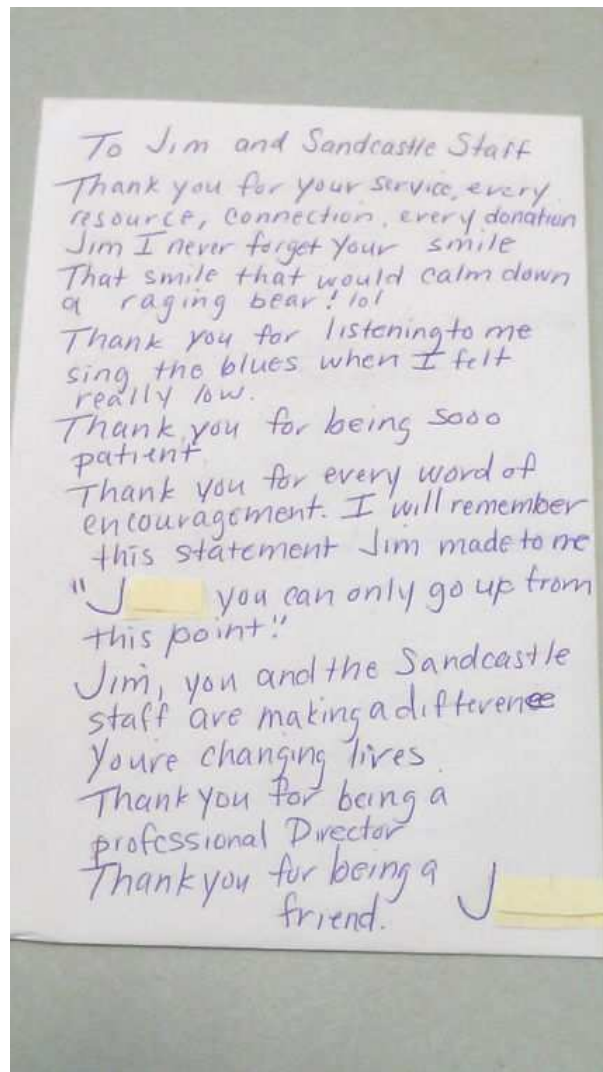 To Jim and Sandcastle Staff
Thank you for your service, every
resource, connection, every donation
Jim I never forget your smile
That smile that would calm down
a raging bear! lol
Thank you for listening to me
sing the blues when I felt
really low.
Thank you for being sooo
patient
Thank you for every word of
encouragement. I will remember
this statement Jim made to me
"J you can only go up from
this point."
Jim, you and the Sandcastle
staff are making a difference
Youre changing lives.
Thank you for being a
professional Director
Thank you for being a
friend. J